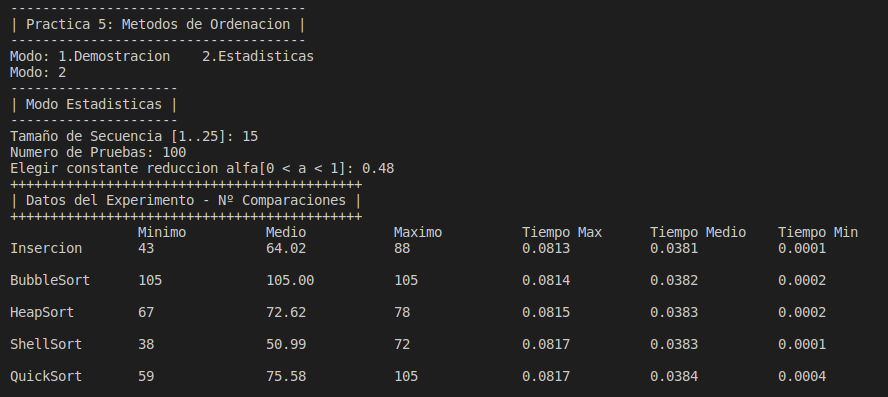 -------------------------------------
| Practica 5: Metodos de Ordenacion |
-------------------------------------
Modo: 1.Demostracion    2.Estadisticas
Modo: 2
---------------------
| Modo Estadisticas |
---------------------
Tamaño de Secuencia [1..25]: 15
Numero de Pruebas: 100
Elegir constante reduccion alfa[0 < a < 1]: 0.48
++++++++++++++++++++++++++++++++++++++++++++
| Datos del Experimento - Nº Comparaciones |
++++++++++++++++++++++++++++++++++++++++++++
                Minimo          Medio           Maximo          Tiempo Max      Tiempo Medio    Tiempo Min
Insercion       43              64.02           88              0.0813          0.0381          0.0001
BubbleSort      105             105.00          105             0.0814          0.0382          0.0002
HeapSort        67              72.62           78              0.0815          0.0383          0.0002
ShellSort       38              50.99           72              0.0817          0.0383          0.0001
QuickSort       59              75.58           105             0.0817          0.0384          0.0004